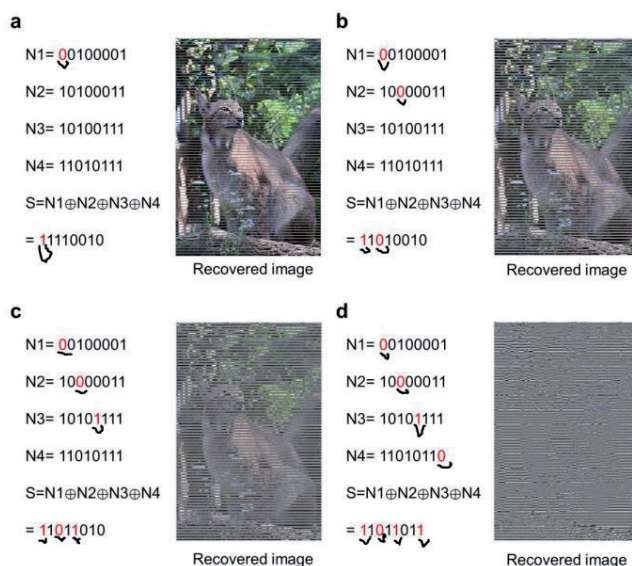 a
N1= 00100001
N2= 10100011
N3= 10100111
N4= 11010111
S=N1⊕N2⊕N3⊕N4
= 11110010
Recovered image
b
N1= 00100001
N2= 10000011
N3= 10100111
N4= 11010111
S=N1⊕N2⊕N3⊕N4
= 11010010
Recovered image
c
N1= 00100001
N2= 10000011
N3= 10101111
N4= 11010111
S=N1⊕N2⊕N3⊕N4
= 11011010
Recovered image
d
N1= 00100001
N2= 10000011
N3= 10101111
N4= 11010110
S=N1⊕N2⊕N3⊕N4
= 11011011
Recovered image